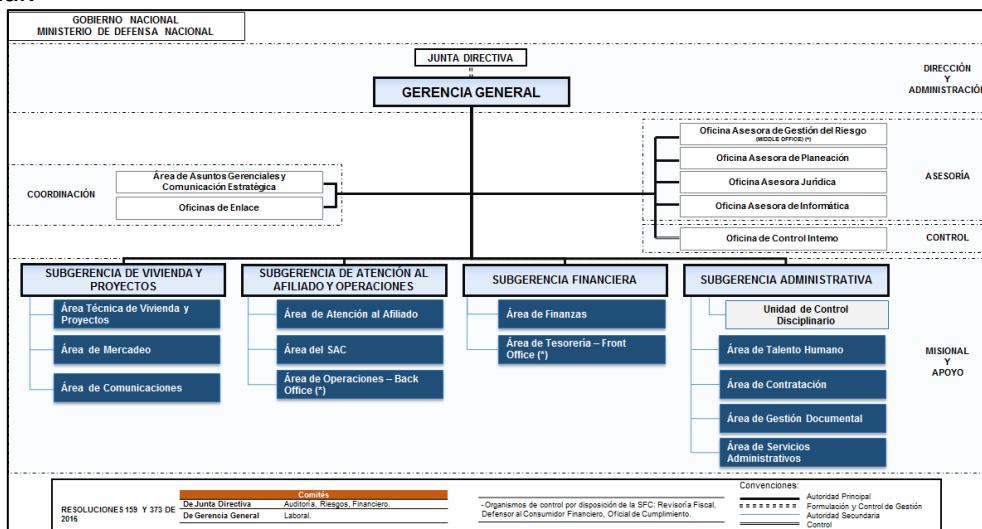 GOBIERNO NACIONAL
MINISTERIO DE DEFENSA NACIONAL
JUNTA DIRECTIVA
GERENCIA GENERAL
DIRECCIÓN
Y
ADMINISTRACIÓN
Oficina Asesora de Gestión del Riesgo
(MIDDLE OFFICE) (*)
Oficina Asesora de Planeación
Oficina Asesora Jurídica
Oficina Asesora de Informática
ASESORÍA
COORDINACIÓN
Área de Asuntos Gerenciales y
Comunicación Estratégica
Oficinas de Enlace
Oficina de Control Interno
CONTROL
SUBGERENCIA DE VIVIENDA Y
PROYECTOS
Área Técnica de Vivienda y
Proyectos
Área de Mercadeo
Área de Comunicaciones
SUBGERENCIA DE ATENCIÓN AL
AFILIADO Y OPERACIONES
Área de Atención al Afiliado
Área del SAC
Área de Operaciones – Back
Office (*)
SUBGERENCIA FINANCIERA
Área de Finanzas
Área de Tesorería – Front
Office (*)
SUBGERENCIA ADMINISTRATIVA
Unidad de Control
Disciplinario
Área de Talento Humano
Área de Contratación
Área de Gestión Documental
Área de Servicios
Administrativos
MISIONAL
Y
APOYO
RESOLUCIONES 159 Y 373 DE
2016
Comités
De Junta Directiva Auditoría, Riesgos, Financiero.
De Gerencia General Laboral.
- Organismos de control por disposición de la SFC: Revisoría Fiscal,
Defensor al Consumidor Financiero, Oficial de Cumplimiento.
Convenciones:
Autoridad Principal
Formulación y Control de Gestión
Autoridad Secundaria
Control